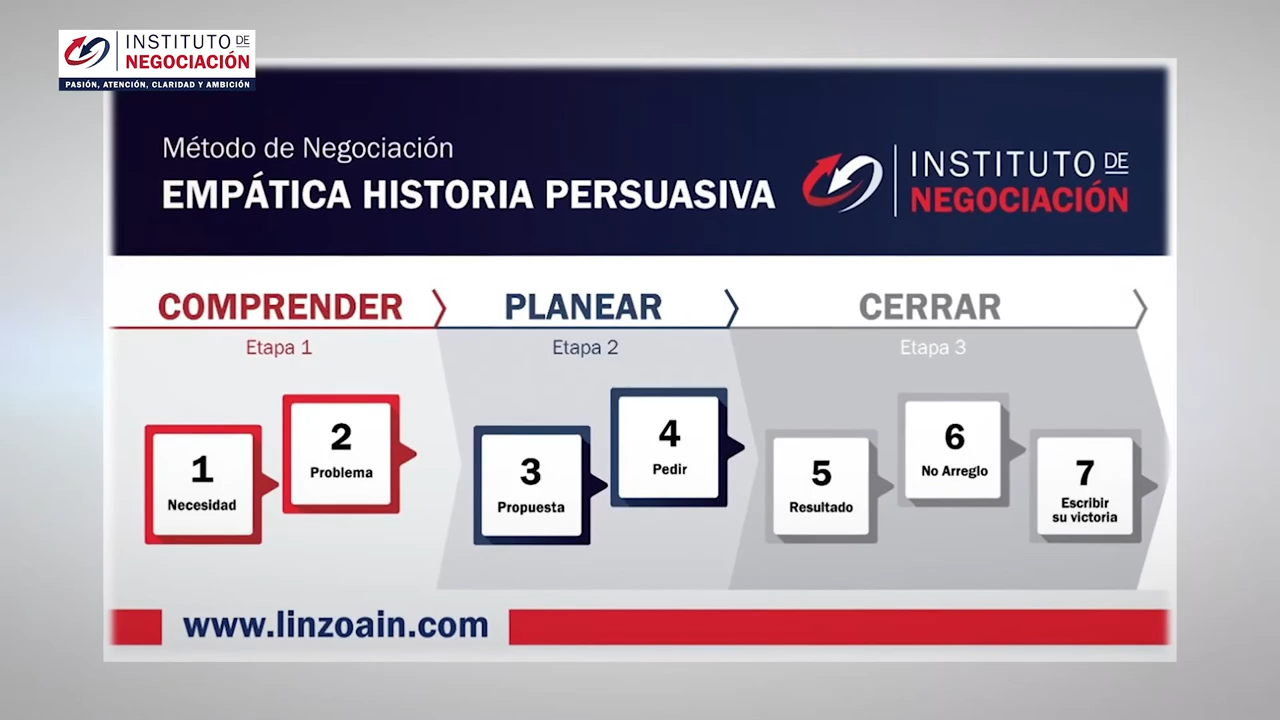 INSTITUTO DE
NEGOCIACIÓN
PASIÓN, ATENCIÓN, CLARIDAD Y AMBICIÓN
Método de Negociación
EMPÁTICA HISTORIA PERSUASIVA
INSTITUTO DE
NEGOCIACIÓN
COMPRENDER
PLANEAR
CERRAR
Etapa 1
Etapa 2
Etapa 3
1
Necesidad
2
Problema
3
Propuesta
4
Pedir
5
Resultado
6
No Arreglo
7
Escribir
su victoria
www.linzoain.com